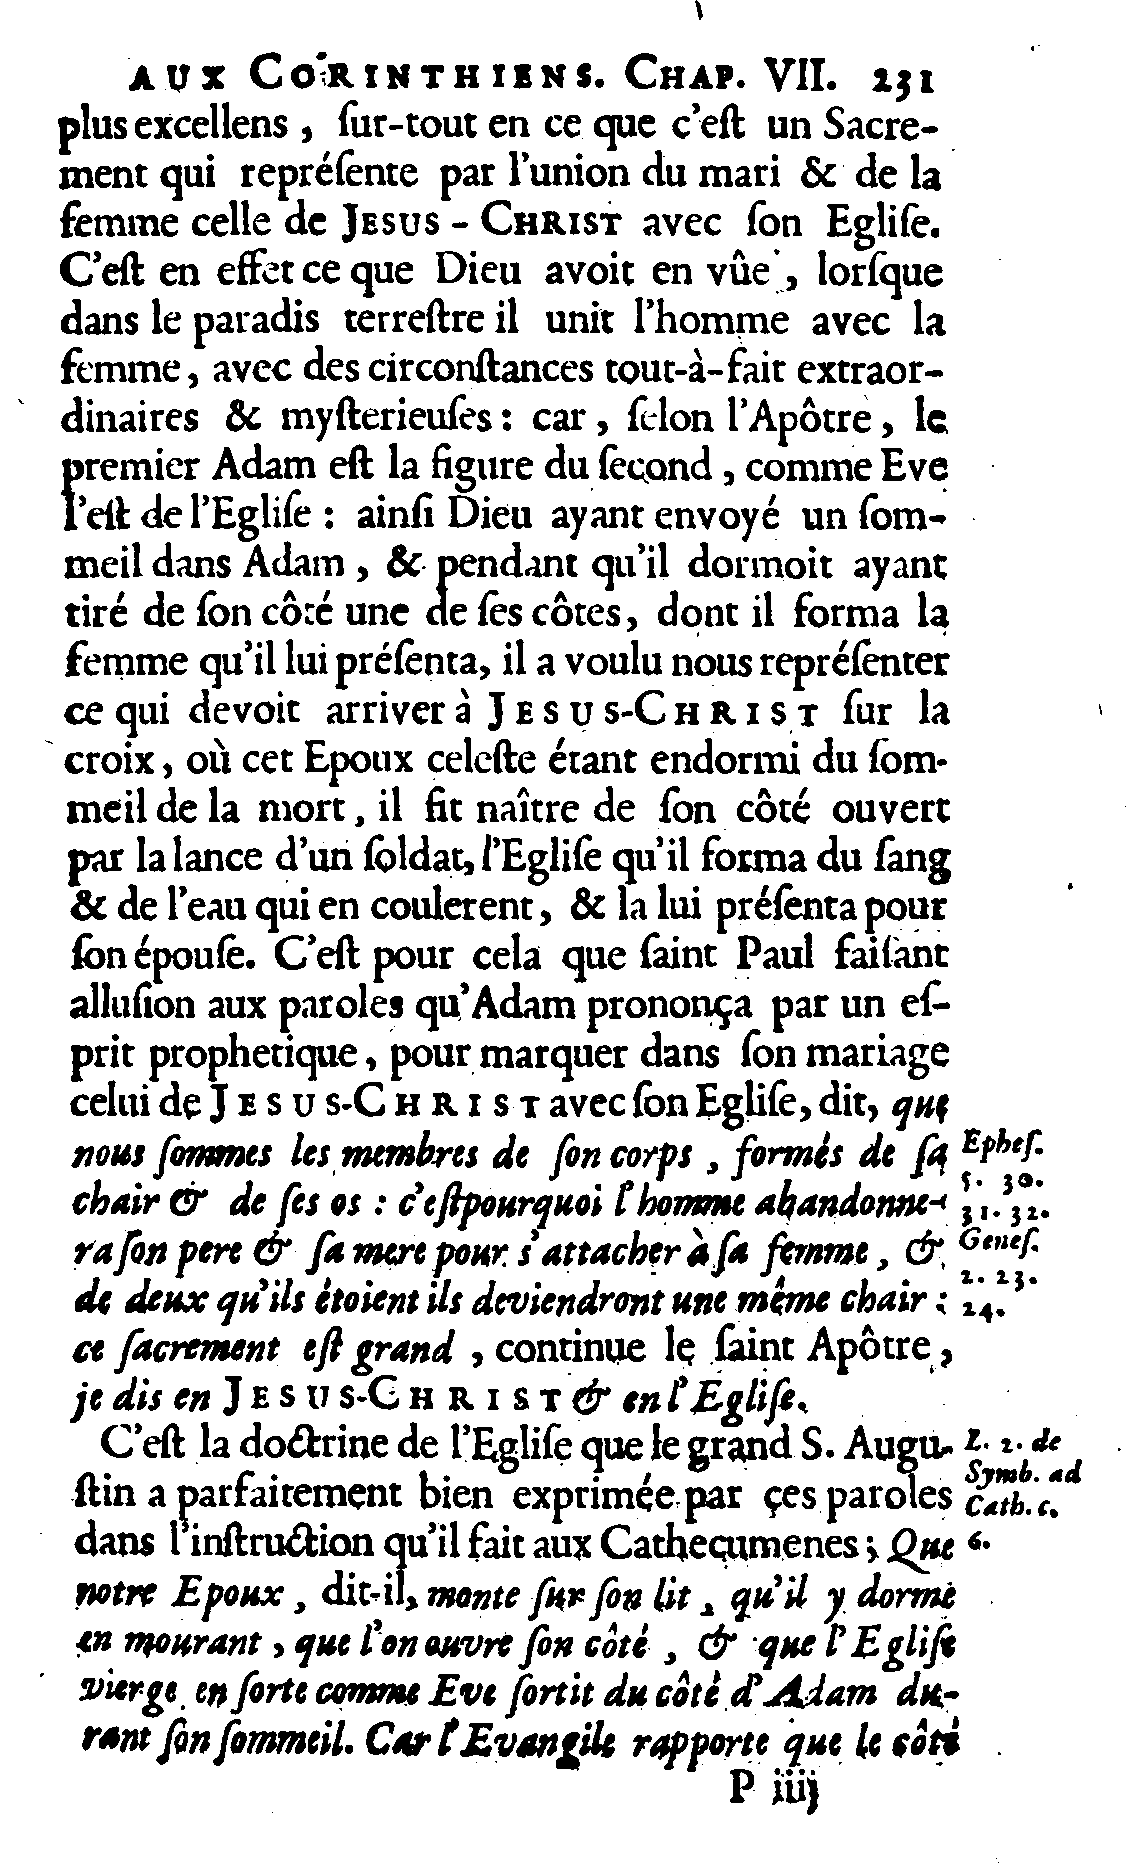 AUX CORINTHIENS. CHAP. VII. 231
plus excellens, ſur-tout en ce que c'eſt un Sacre-
ment qui repréſente par l'union du mari & de la
femme celle de JESUS-CHRIST avec ſon Egliſe.
C'eſt en effet ce que Dieu avoit en vûe, lorſque
dans le paradis terreſtre il unit l'homme avec la
femme, avec des circonſtances tout-à-fait extraor-
dinaires & myſterieuſes : car, ſelon l'Apôtre, le
premier Adam eſt la figure du ſecond, comme Eve
l'eſt de l'Egliſe : ainſi Dieu ayant envoyé un ſom-
meil dans Adam, & pendant qu'il dormoit ayant
tiré de ſon côté une de ſes côtes, dont il forma la
femme qu'il lui préſenta, il a voulu nous repréſenter
ce qui devoit arriver à JESUS-CHRIST ſur la
croix, où cet Epoux celeſte étant endormi du ſom-
meil de la mort, il fit naître de ſon côté ouvert
par la lance d'un ſoldat, l'Egliſe qu'il forma du ſang
& de l'eau qui en coulerent, & la lui préſenta pour
ſon épouſe. C'eſt pour cela que ſaint Paul faiſant
alluſion aux paroles qu'Adam prononça par un eſ-
prit prophetique, pour marquer dans ſon mariage
celui de JESUS-CHRIST avec ſon Egliſe, dit, que
nous ſommes les membres de ſon corps, formés de ſa
chair & de ſes os : c'eſtpourquoi l'homme abandonne-
ra ſon pere & ſa mere pour s'attacher à ſa femme, &
de deux qu'ils étoient ils deviendront une même chair :
ce ſacrement eſt grand, continue le ſaint Apôtre,
je dis en JESUS-CHRIST & en l'Egliſe.
Epheſ.
5. 30.
31. 32.
Geneſ.
2. 23.
24.
C'eſt la doctrine de l'Egliſe que le grand S. Augu-
ſtin a parfaitement bien exprimée par ces paroles
dans l'inſtruction qu'il fait aux Cathecumenes ; Que
notre Epoux, dit-il, monte ſur ſon lit, qu'il y dorme
en mourant, que l'on ouvre ſon côté, & que l'Egliſe
vierge en ſorte comme Eve ſortit du côté d'Adam du-
rant ſon ſommeil. Car l'Evangile rapporte que le côté
L. 2. de
Symb. ad
Cath. c.
6.
P iiij